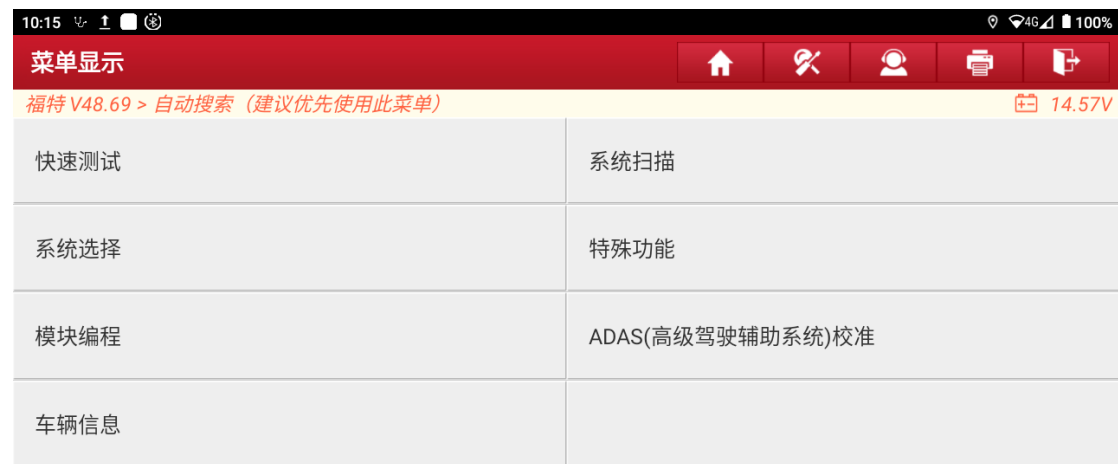 10:15 4G 100%
菜单显示
福特 V48.69 > 自动搜索（建议优先使用此菜单） 14.57V
快速测试 系统扫描
系统选择 特殊功能
模块编程 ADAS(高级驾驶辅助系统)校准
车辆信息